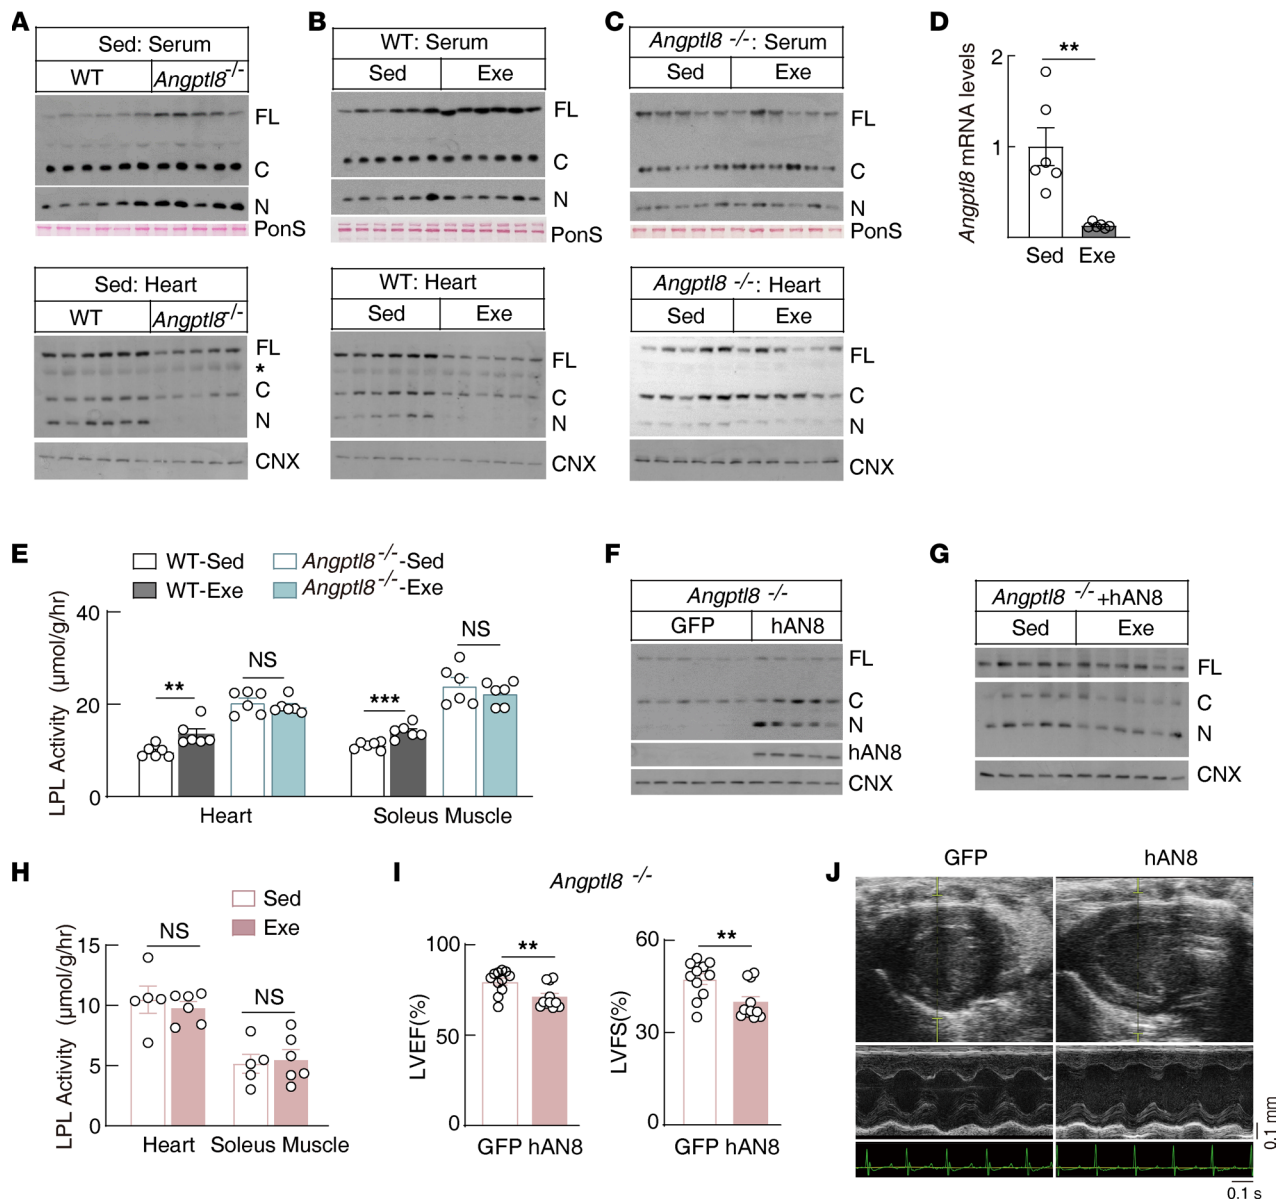 A
Sed: Serum
WT
Angptl8-/-
FL
C
N
PonS
Sed: Heart
WT
Angptl8-/-
FL
*
C
N
CNX
B
WT: Serum
Sed
Exe
FL
C
N
PonS
WT: Heart
Sed
Exe
FL
C
N
CNX
C
Angptl8 -/-: Serum
Sed
Exe
FL
C
N
PonS
Angptl8 -/-: Heart
Sed
Exe
FL
C
N
CNX
D
Angptl8 mRNA levels
2
1
**
Sed
Exe
E
WT-Sed
WT-Exe
Angptl8-/--Sed
Angptl8-/--Exe
LPL Activity (μmol/g/hr)
40
20
0
**
NS
***
NS
Heart
Soleus Muscle
F
Angptl8 -/-
GFP
hAN8
FL
C
N
hAN8
CNX
G
Angptl8 -/-+hAN8
Sed
Exe
FL
C
N
CNX
H
Sed
Exe
LPL Activity (μmol/g/hr)
15
10
5
0
NS
NS
Heart
Soleus Muscle
I
Angptl8 -/-
LVEF(%)
100
50
0
**
GFP hAN8
LVFS(%)
60
30
0
**
GFP hAN8
J
GFP
hAN8
0.1 mm
0.1 s